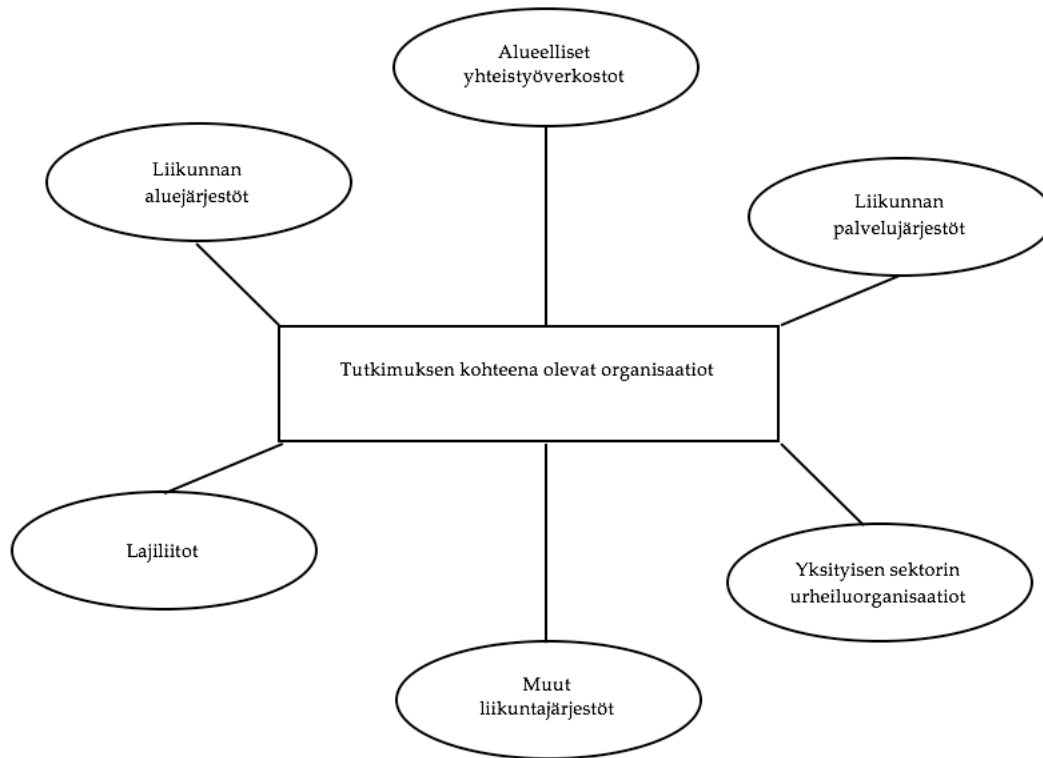 Alueelliset
yhteistyöverkostot
Liikunnan
aluejärjestöt
Liikunnan
palvelujärjestöt
Tutkimuksen kohteena olevat organisaatiot
Lajiliitot
Yksityisen sektorin
urheiluorganisaatiot
Muut
liikuntajärjestöt